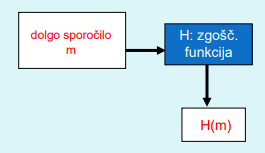 dolgo sporočilo
m
H: zgošč.
funkcija
H(m)